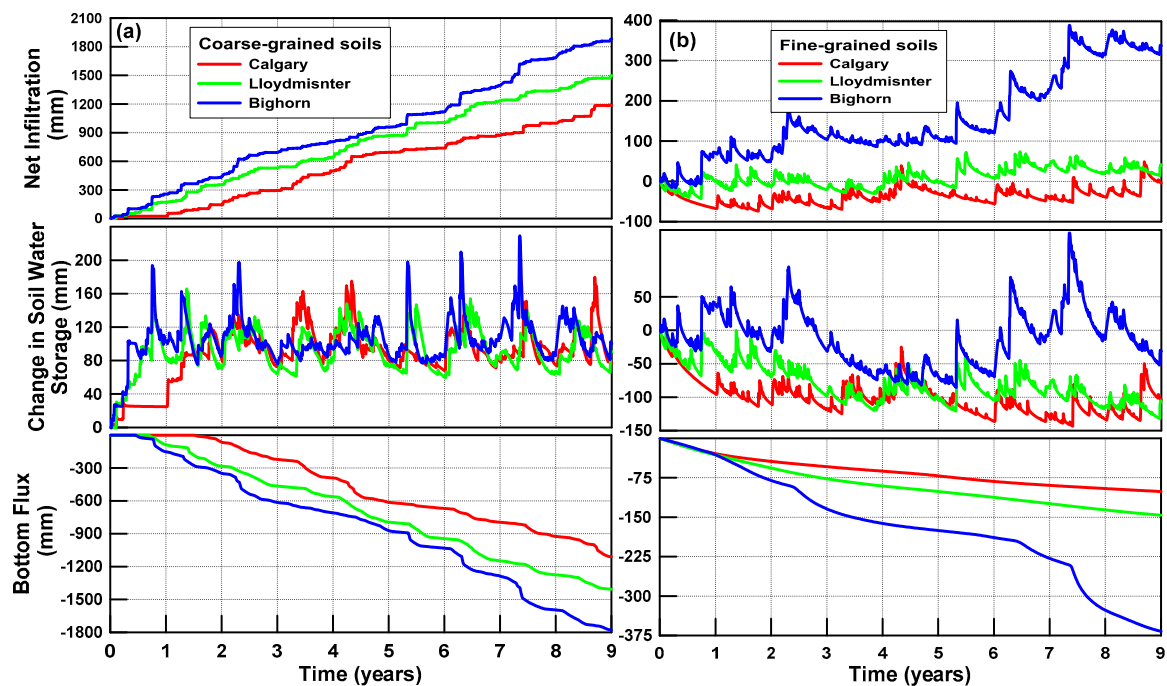 (a)
Coarse-grained soils
Calgary
Lloydmisnter
Bighorn
Net Infiltration
(mm)
2100
1800
1500
1200
900
600
300
0
Change in Soil Water
Storage (mm)
200
160
120
80
40
0
Bottom Flux
(mm)
-300
-600
-900
-1200
-1500
-1800
0 1 2 3 4 5 6 7 8 9
Time (years)
(b)
Fine-grained soils
Calgary
Lloydmisnter
Bighorn
400
300
200
100
0
-100
50
0
-50
-100
-150
-75
-150
-225
-300
-375
0 1 2 3 4 5 6 7 8 9
Time (years)